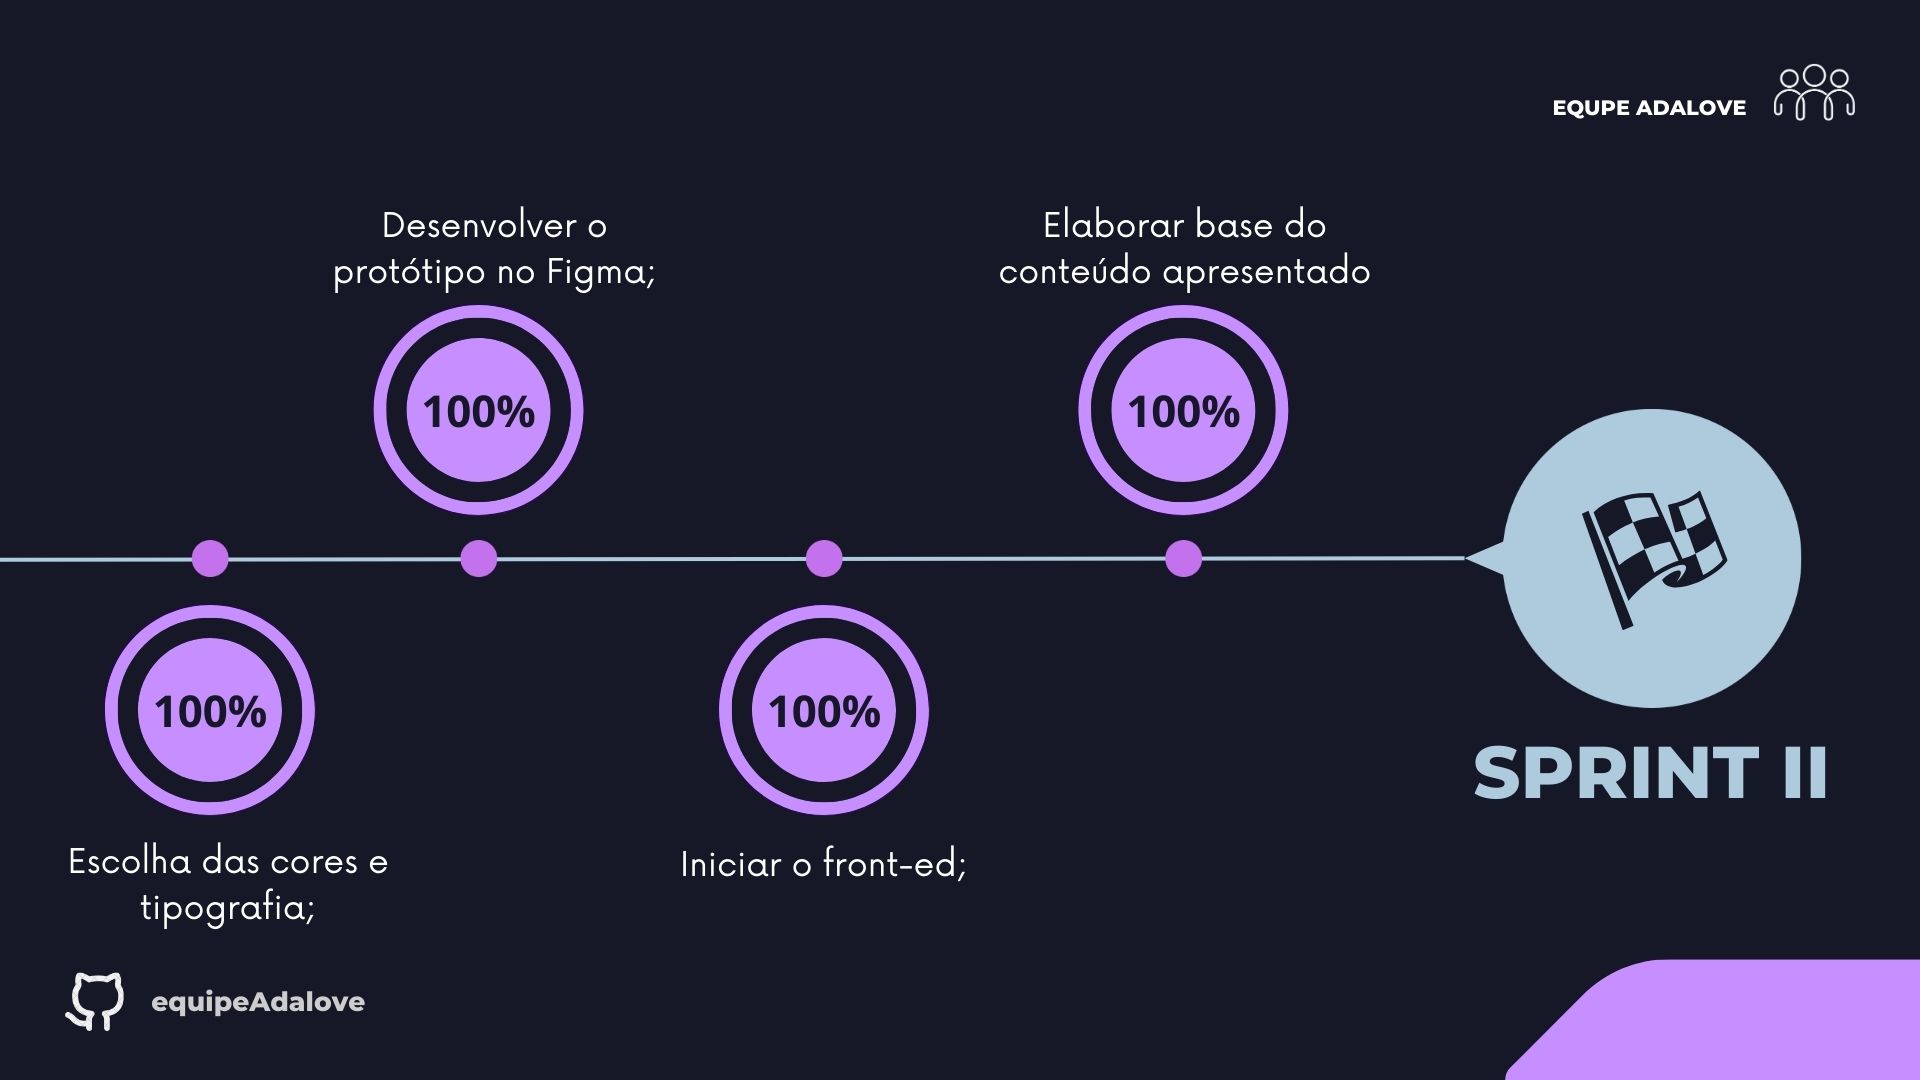 EQUPE ADALOVE
Desenvolver o
protótipo no Figma;
Elaborar base do
conteúdo apresentado
100%
100%
100%
100%
SPRINT II
Escolha das cores e
tipografia;
Iniciar o front-ed;
equipeAdalove